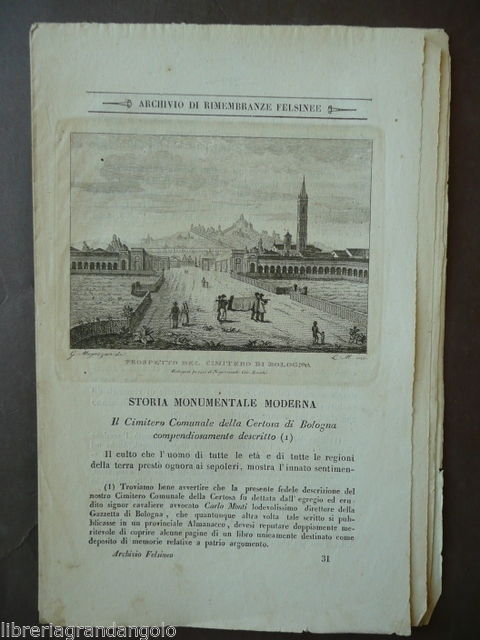 ARCHIVIO DI RIMEMBRANZE FELSINEE
PROSPETTO DEL CIMITERO DI BOLOGNA
STORIA MONUMENTALE MODERNA
Il Cimitero Comunale della Certosa di Bologna
compendiosamente descritto (1)
Il culto che l'uomo di tutte le età e di tutte le regioni
della terra prestò ognora ai sepolcri, mostra l'innato sentimen-
(1) Troviamo bene avvertire che la presente fedele descrizione del
nostro Cimitero Comunale della Certosa fu dettata dall'egregio ed eru-
dito signor cavaliere avvocato Carlo Monti lodevolissimo direttore della
Gazzetta di Bologna, che quantunque altra volta tale scritto si pub-
blicasse in un provinciale Almanacco, devesi reputare doppiamente me-
ritevole di coprire alcune pagine di un libro unicamente destinato come
deposito di memorie relative a patrio argomento.
Archivio Felsineo 31
libreriagrandangolo